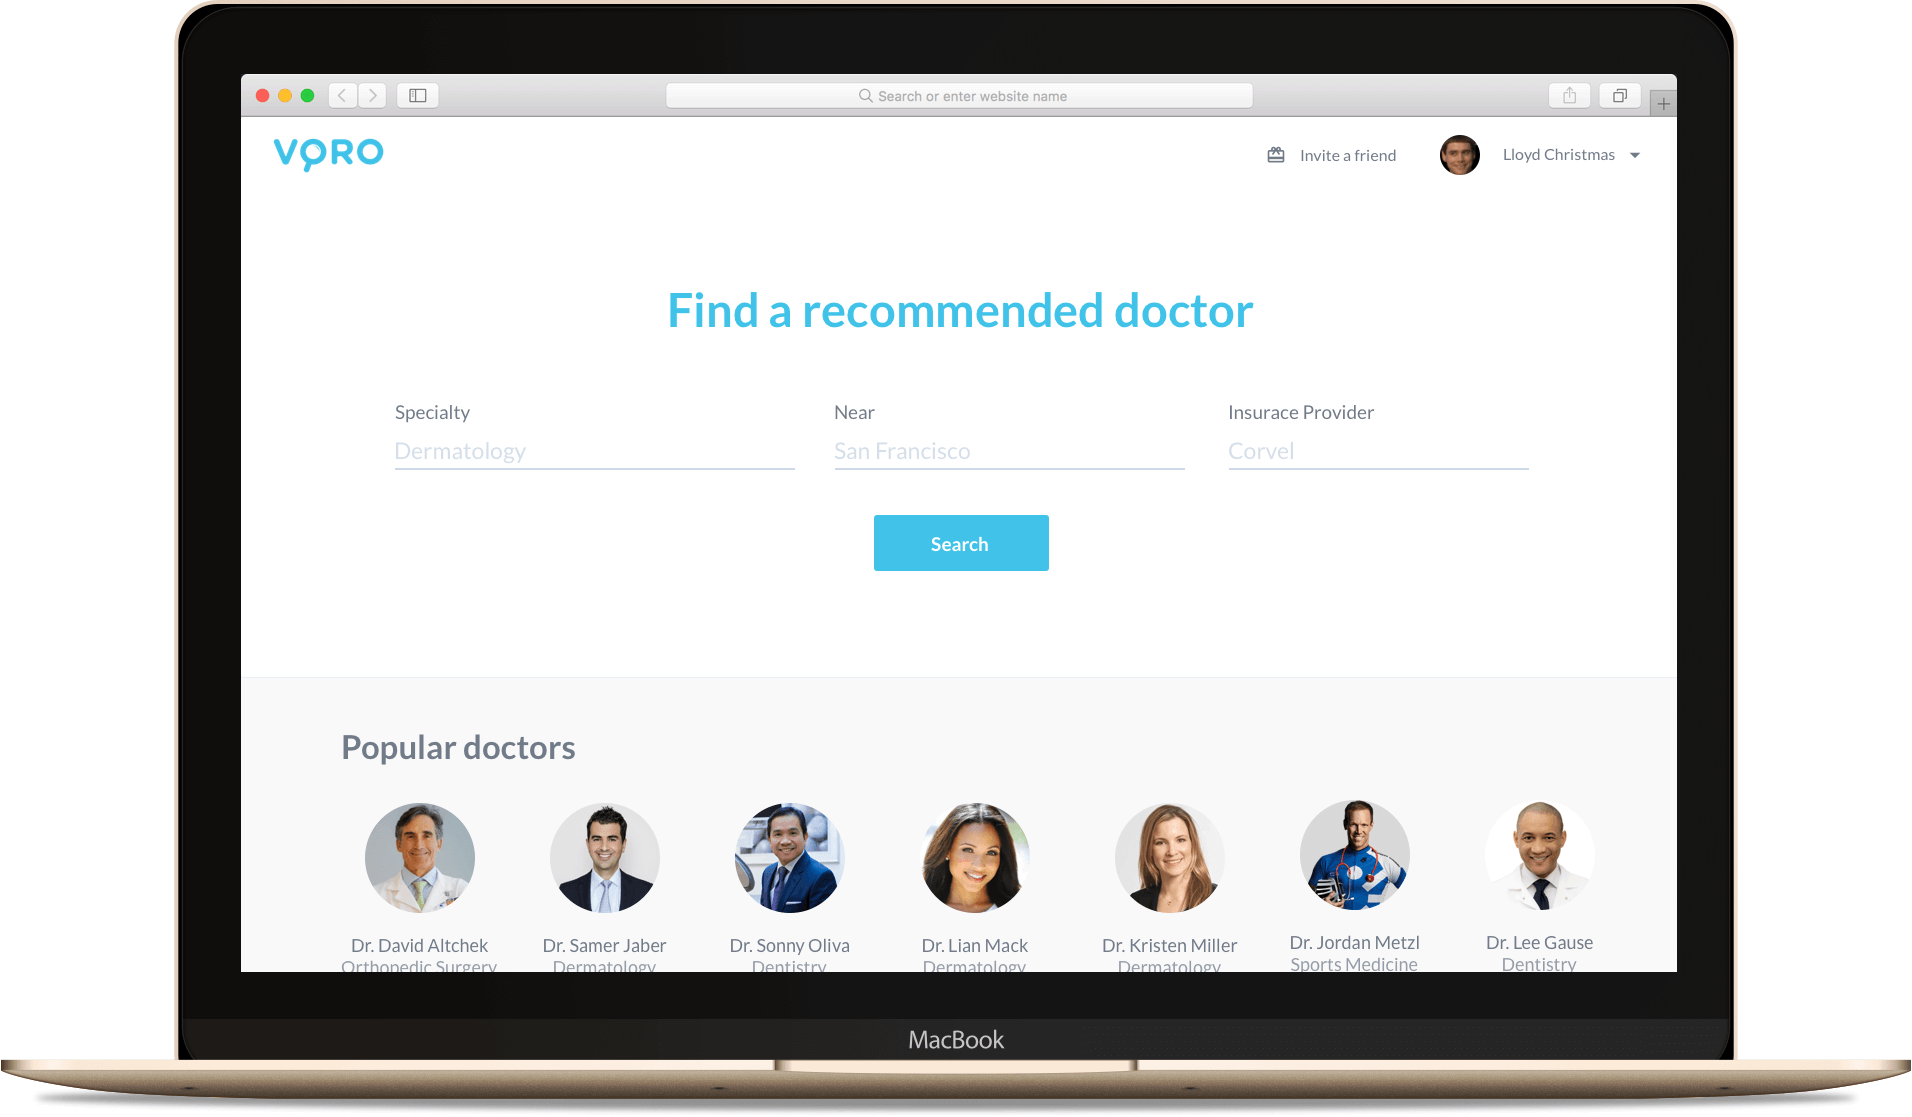 Search or enter website name
VORO
Invite a friend
Lloyd Christmas
Find a recommended doctor
Specialty
Near
Insurace Provider
Dermatology
San Francisco
Corvel
Search
Popular doctors
Dr. David Altchek
Orthopedic Surgery
Dr. Samer Jaber
Dermatology
Dr. Sonny Oliva
Dentistry
Dr. Lian Mack
Dermatology
Dr. Kristen Miller
Dermatology
Dr. Jordan Metzl
Sports Medicine
Dr. Lee Gause
Dentistry
MacBook